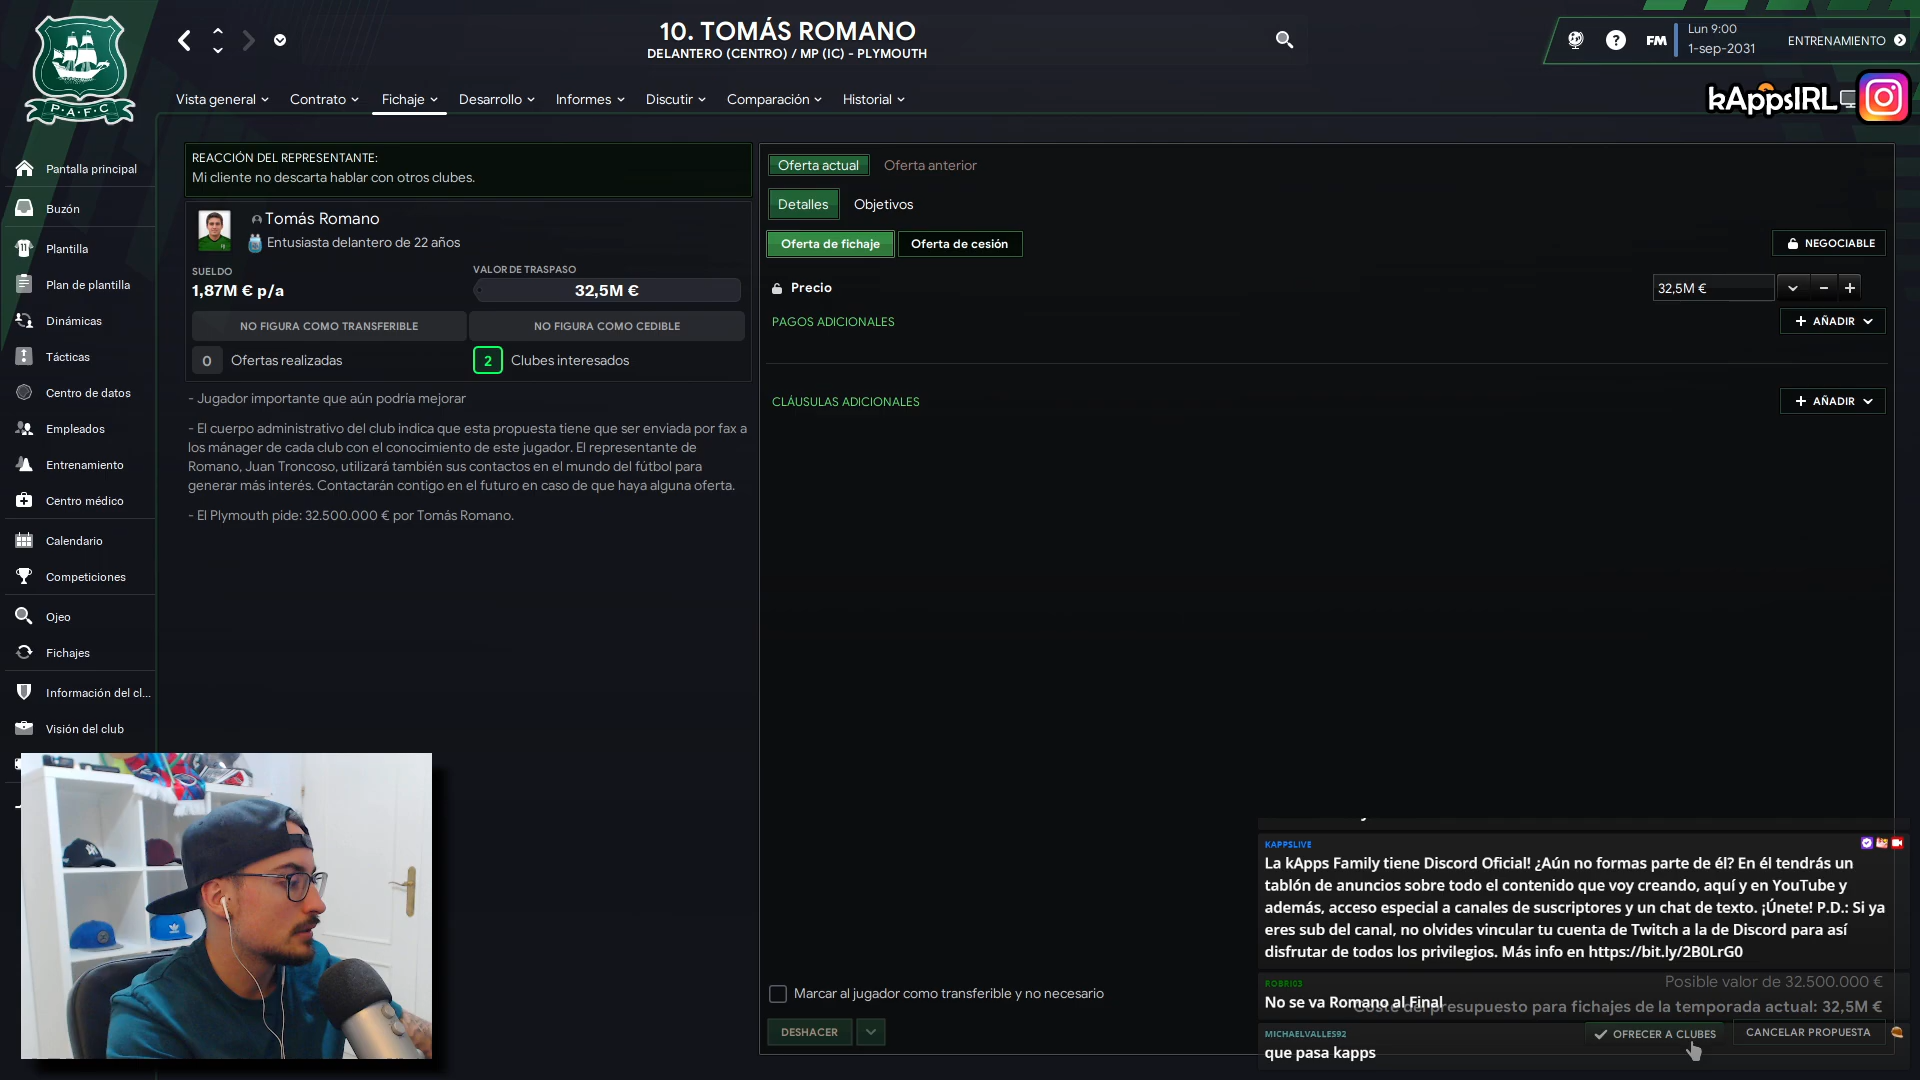 10. TOMÁS ROMANO
DELANTERO (CENTRO) / MP (IC) - PLYMOUTH
FM
Lun 9:00
1-sep-2031
ENTRENAMIENTO
P·A·F·C
Vista general
Contrato
Fichaje
Desarrollo
Informes
Discutir
Comparación
Historial
kAppsIRL
Pantalla principal
Buzón
Plantilla
Plan de plantilla
Dinámicas
Tácticas
Centro de datos
Empleados
Entrenamiento
Centro médico
Calendario
Competiciones
Ojeo
Fichajes
Información del cl...
Visión del club
REACCIÓN DEL REPRESENTANTE:
Mi cliente no descarta hablar con otros clubes.
Tomás Romano
Entusiasta delantero de 22 años
SUELDO
1,87M € p/a
VALOR DE TRASPASO
32,5M €
NO FIGURA COMO TRANSFERIBLE
NO FIGURA COMO CEDIBLE
0 Ofertas realizadas
2 Clubes interesados
- Jugador importante que aún podría mejorar
- El cuerpo administrativo del club indica que esta propuesta tiene que ser enviada por fax a
los mánager de cada club con el conocimiento de este jugador. El representante de
Romano, Juan Troncoso, utilizará también sus contactos en el mundo del fútbol para
generar más interés. Contactarán contigo en el futuro en caso de que haya alguna oferta.
- El Plymouth pide: 32.500.000 € por Tomás Romano.
Oferta actual
Oferta anterior
Detalles
Objetivos
Oferta de fichaje
Oferta de cesión
NEGOCIABLE
Precio
32,5M €
PAGOS ADICIONALES
AÑADIR
CLÁUSULAS ADICIONALES
AÑADIR
KAPPSLIVE
La kApps Family tiene Discord Oficial! ¿Aún no formas parte de él? En él tendrás un
tablón de anuncios sobre todo el contenido que voy creando, aquí y en YouTube y
además, acceso especial a canales de suscriptores y un chat de texto. ¡Únete! P.D.: Si ya
eres sub del canal, no olvides vincular tu cuenta de Twitch a la de Discord para así
disfrutar de todos los privilegios. Más info en https://bit.ly/2B0LrG0
Posible valor de 32.500.000 €
ROBRI03
No se va Romano al Final
Coste del presupuesto para fichajes de la temporada actual: 32,5M €
Marcar al jugador como transferible y no necesario
DESHACER
MICHAELVALLES92
que pasa kapps
OFRECER A CLUBES
CANCELAR PROPUESTA